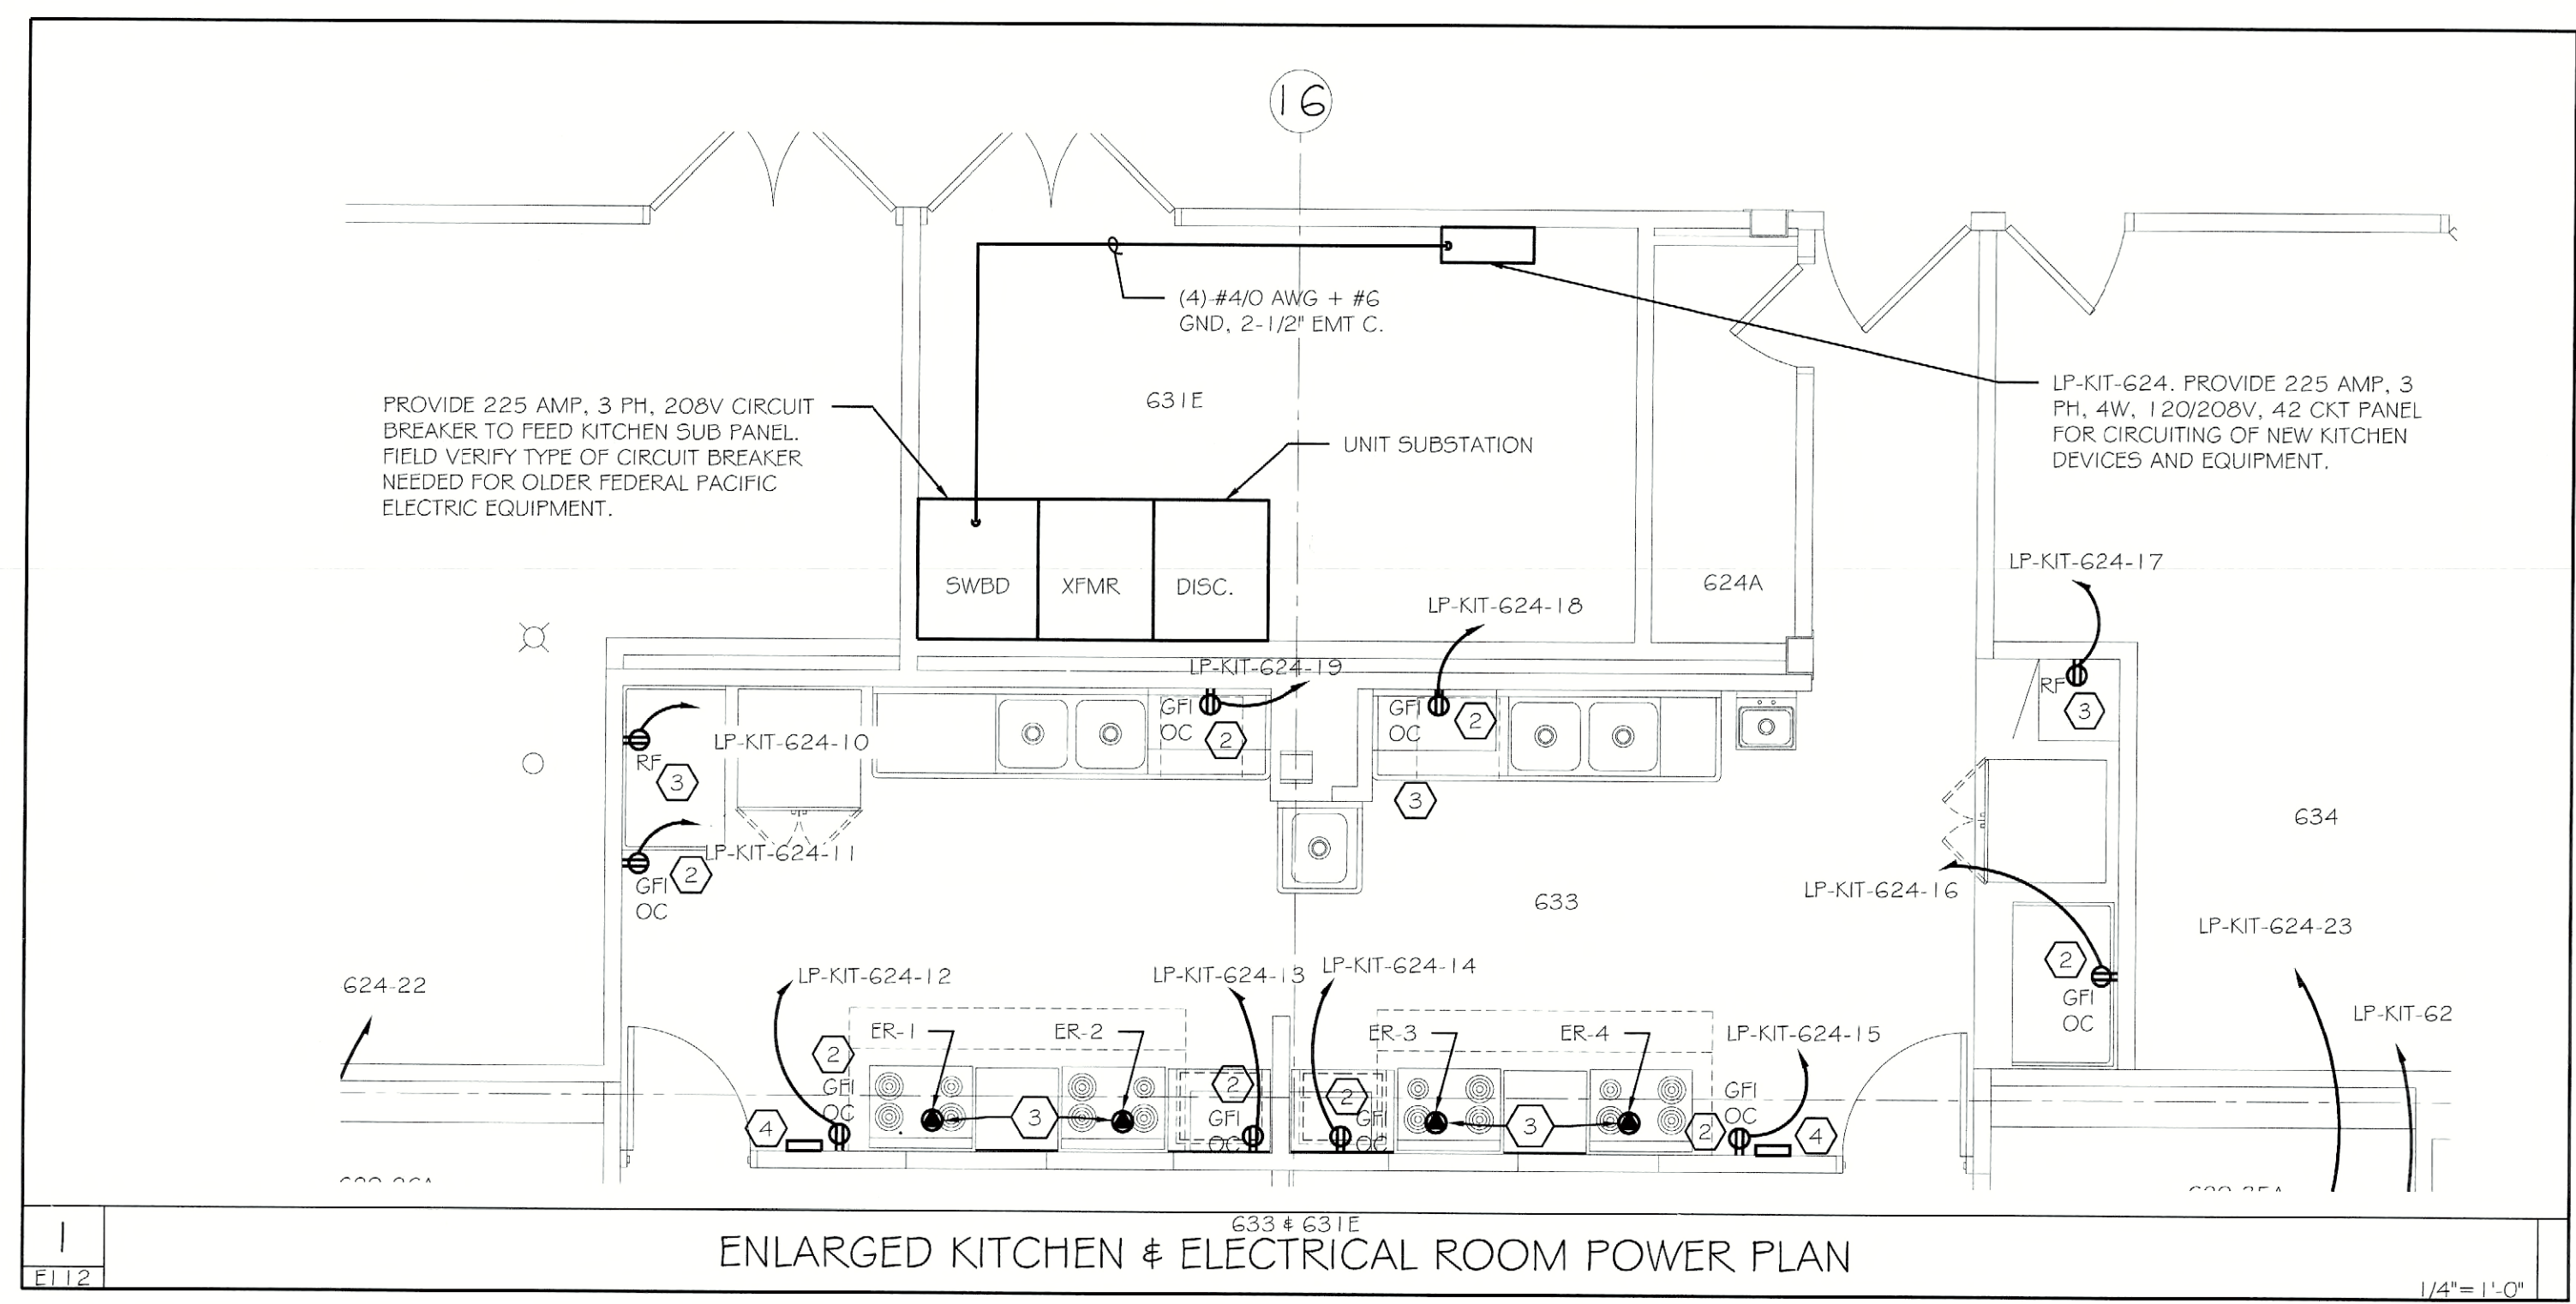 16
(4)-#4/0 AWG + #6
GND, 2-1/2" EMT C.
PROVIDE 225 AMP, 3 PH, 208V CIRCUIT
BREAKER TO FEED KITCHEN SUB PANEL.
FIELD VERIFY TYPE OF CIRCUIT BREAKER
NEEDED FOR OLDER FEDERAL PACIFIC
ELECTRIC EQUIPMENT.
631E
UNIT SUBSTATION
LP-KIT-624. PROVIDE 225 AMP, 3
PH, 4W, 120/208V, 42 CKT PANEL
FOR CIRCUITING OF NEW KITCHEN
DEVICES AND EQUIPMENT.
SWBD
XFMR
DISC.
624A
LP-KIT-624-17
LP-KIT-624-18
LP-KIT-624-19
RF
3
GFI
OC
2
GFI
OC
2
3
LP-KIT-624-10
RF
3
LP-KIT-624-11
GFI
OC
2
634
633
LP-KIT-624-16
LP-KIT-624-23
2
GFI
OC
624-22
LP-KIT-624-12
LP-KIT-624-13
LP-KIT-624-14
LP-KIT-62
ER-1
ER-2
ER-3
ER-4
LP-KIT-624-15
2
GFI
OC
4
3
2
GFI
OC
2
GFI
OC
3
GFI
OC
2
4
1
E112
633 & 631E
ENLARGED KITCHEN & ELECTRICAL ROOM POWER PLAN
1/4"= 1'-0"